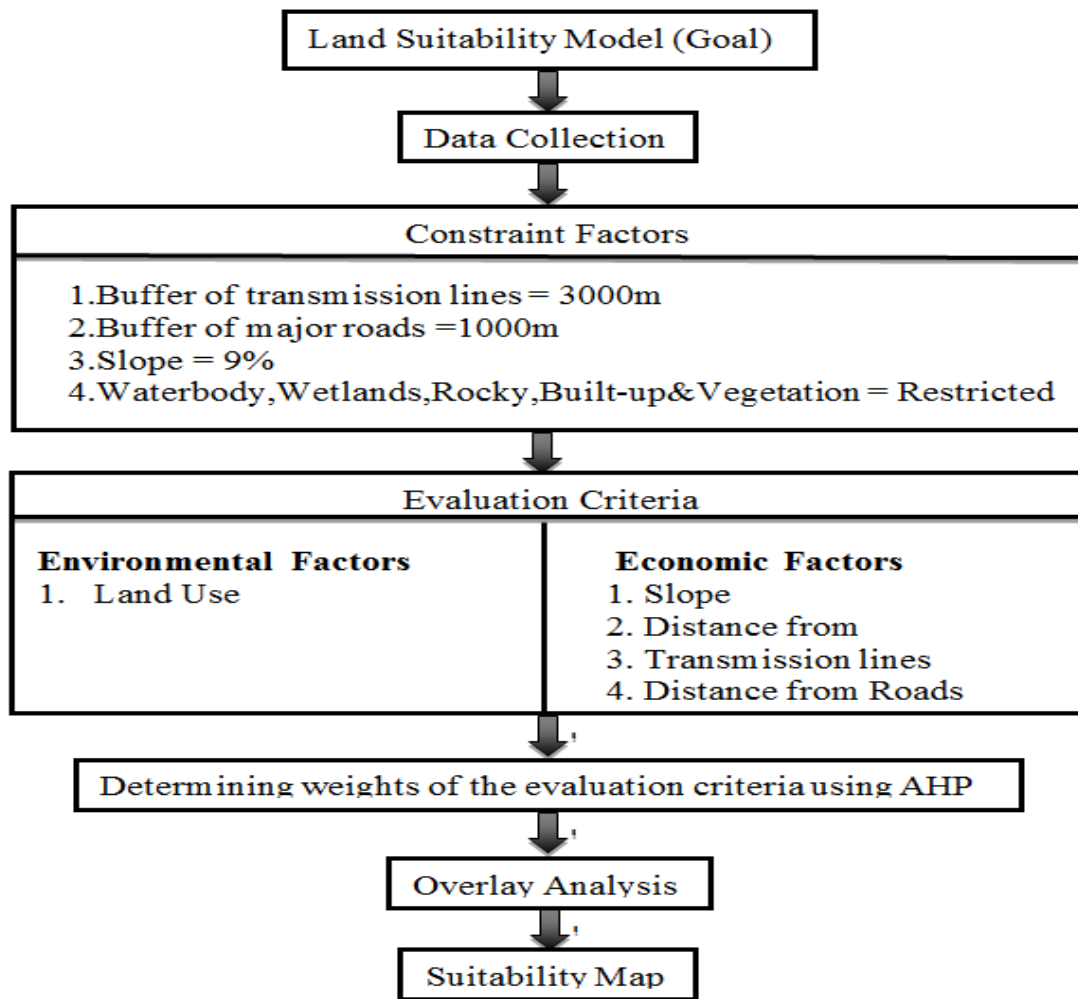 Land Suitability Model (Goal)
Data Collection
Constraint Factors
1.Buffer of transmission lines = 3000m
2.Buffer of major roads =1000m
3.Slope = 9%
4.Waterbody,Wetlands,Rocky,Built-up&Vegetation = Restricted
Evaluation Criteria
Environmental Factors
1. Land Use
Economic Factors
1. Slope
2. Distance from
3. Transmission lines
4. Distance from Roads
Determining weights of the evaluation criteria using AHP
Overlay Analysis
Suitability Map